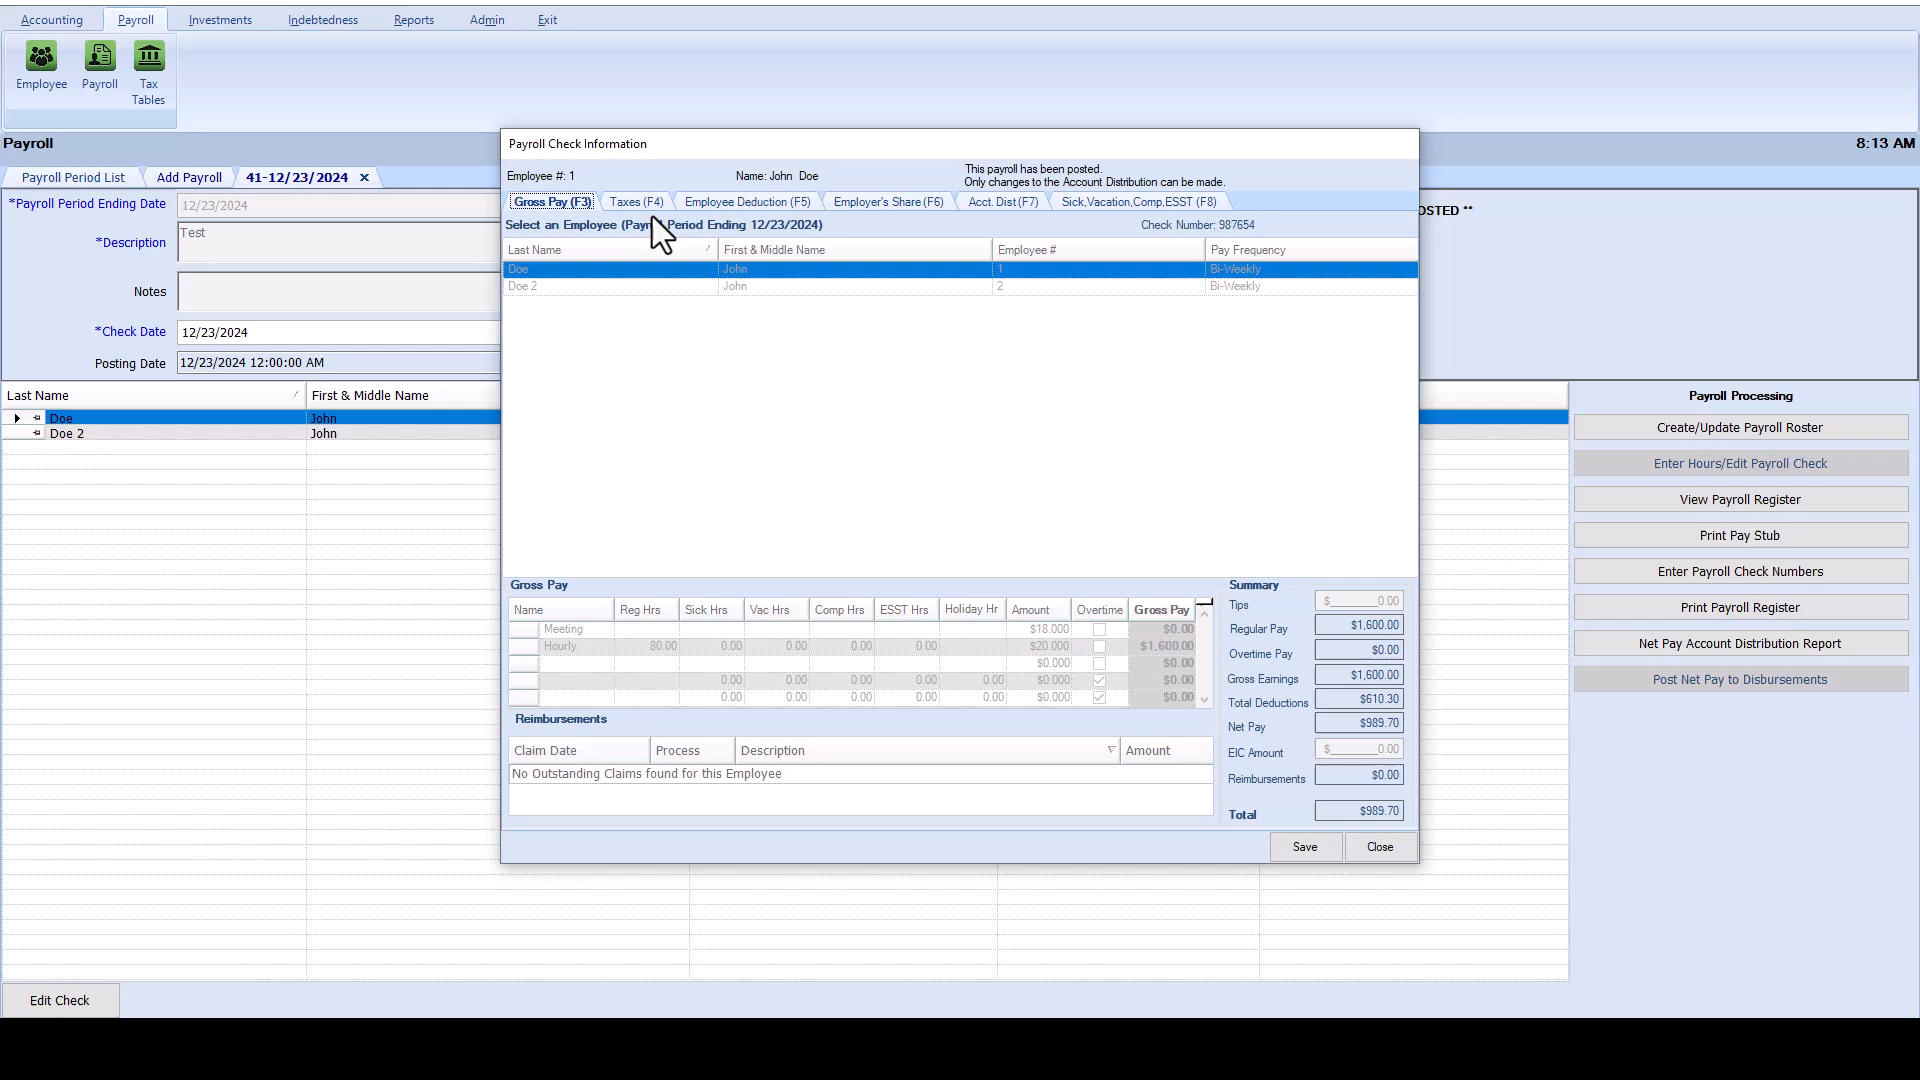 Accounting Payroll Investments Indebtedness Reports Admin Exit
Employee Payroll Tax Tables
Payroll 8:13 AM
Payroll Period List Add Payroll 41-12/23/2024 x
*Payroll Period Ending Date 12/23/2024
*Description Test
Notes
*Check Date 12/23/2024
Posting Date 12/23/2024 12:00:00 AM
OSTED **
Last Name First & Middle Name
Doe John
Doe 2 John
Edit Check
Payroll Check Information
Employee #: 1 Name: John Doe
This payroll has been posted.
Only changes to the Account Distribution can be made.
Gross Pay (F3) Taxes (F4) Employee Deduction (F5) Employer's Share (F6) Acct. Dist (F7) Sick,Vacation,Comp,ESST (F8)
Select an Employee (Payr Period Ending 12/23/2024) Check Number: 987654
Last Name First & Middle Name Employee # Pay Frequency
Doe John 1 Bi-Weekly
Doe 2 John 2 Bi-Weekly
Gross Pay
Name Reg Hrs Sick Hrs Vac Hrs Comp Hrs ESST Hrs Holiday Hr Amount Overtime Gross Pay
Meeting $18.000 $0.00
Hourly 80.00 0.00 0.00 0.00 0.00 $20.000 $1,600.00
$0.000 $0.00
0.00 0.00 0.00 0.00 0.00 $0.000 $0.00
0.00 0.00 0.00 0.00 0.00 $0.000 $0.00
Reimbursements
Claim Date Process Description Amount
No Outstanding Claims found for this Employee
Summary
Tips $______0.00
Regular Pay $1,600.00
Overtime Pay $0.00
Gross Earnings $1,600.00
Total Deductions $610.30
Net Pay $989.70
EIC Amount $______0.00
Reimbursements $0.00
Total $989.70
Save Close
Payroll Processing
Create/Update Payroll Roster
Enter Hours/Edit Payroll Check
View Payroll Register
Print Pay Stub
Enter Payroll Check Numbers
Print Payroll Register
Net Pay Account Distribution Report
Post Net Pay to Disbursements